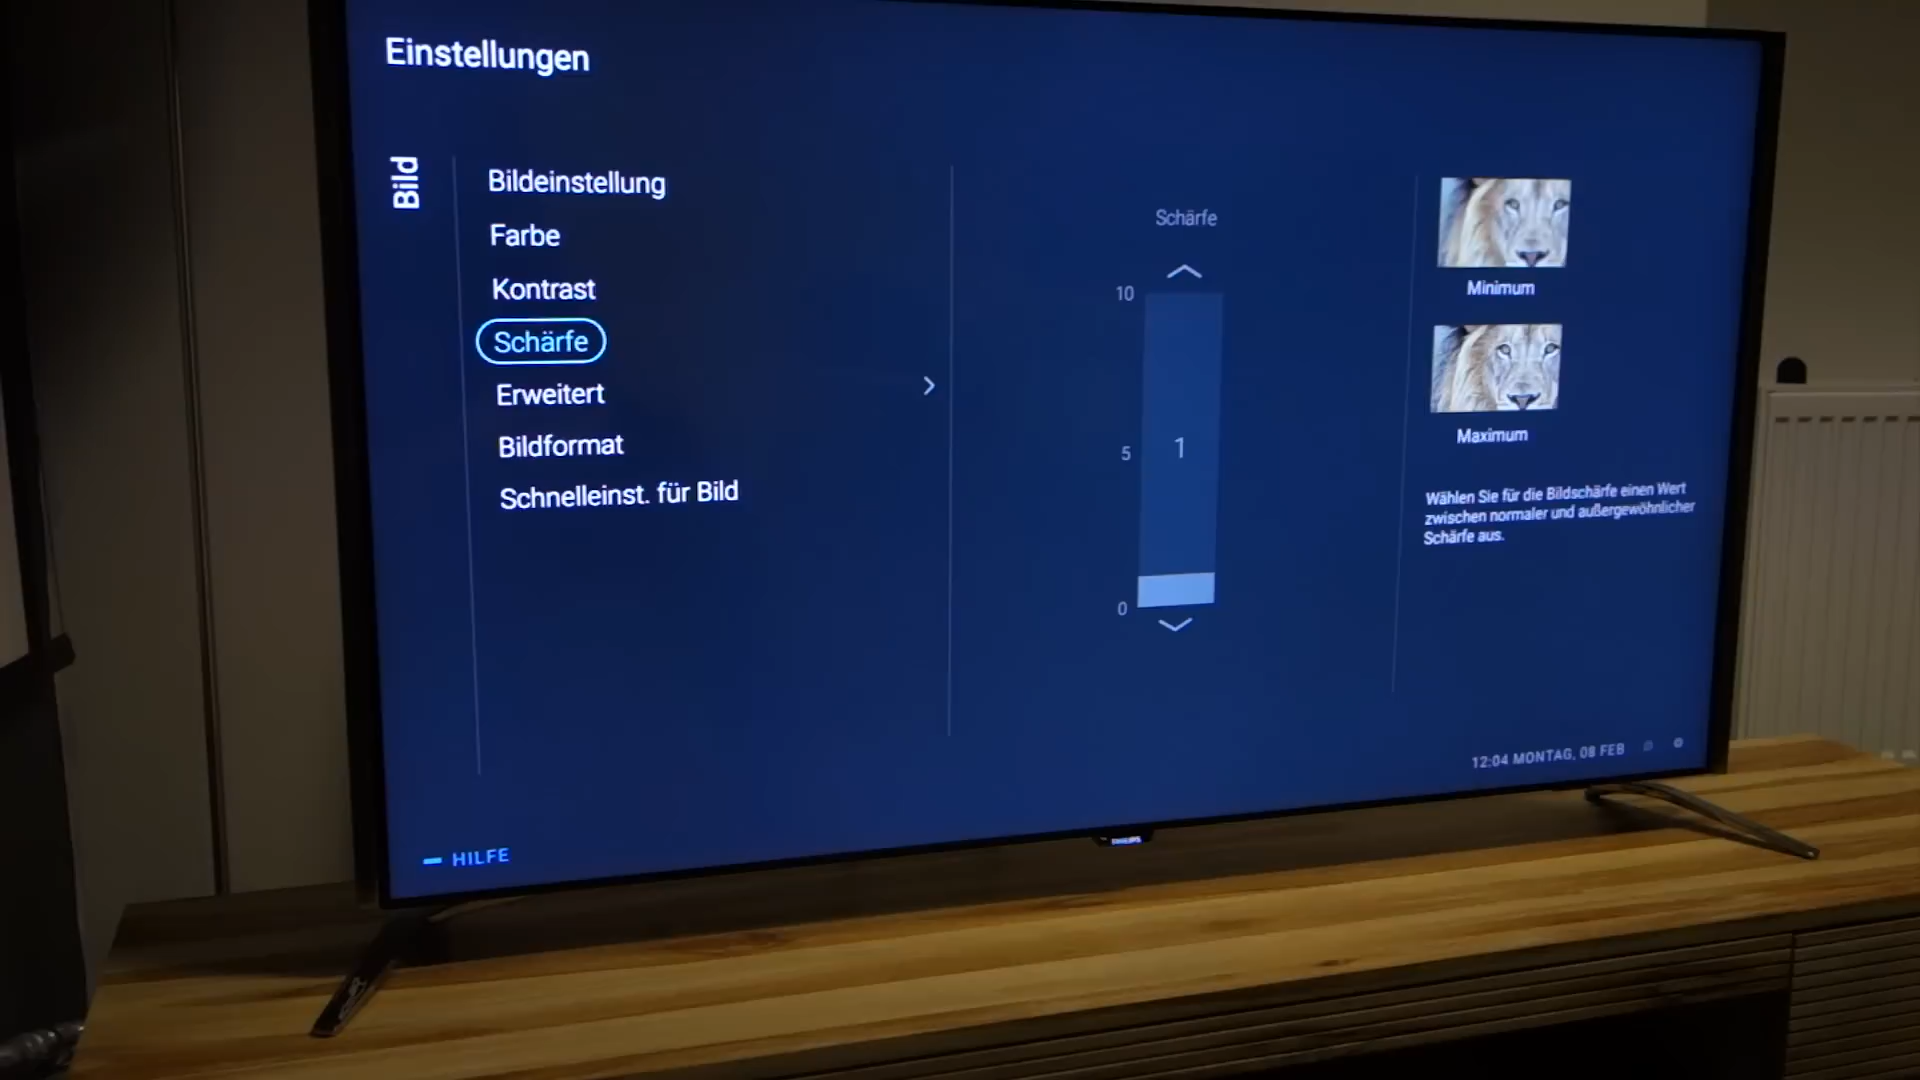 Einstellungen
Bild
Bildeinstellung
Farbe
Kontrast
Schärfe
Erweitert
Bildformat
Schnelleinst. für Bild
Schärfe
10
5
1
0
Minimum
Maximum
Wählen Sie für die Bildschärfe einen Wert
zwischen normaler und außergewöhnlicher
Schärfe aus.
12:04 MONTAG, 08 FEB
HILFE
PHILIPS